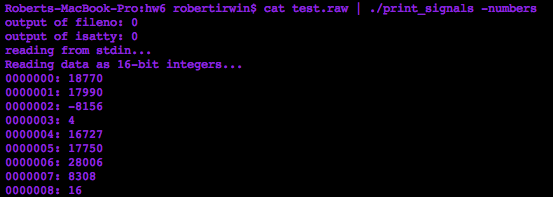 Roberts-MacBook-Pro:hw6 robertirwin$ cat test.raw | ./print_signals -numbers
output of fileno: 0
output of isatty: 0
reading from stdin...
Reading data as 16-bit integers...
0000000: 18770
0000001: 17990
0000002: -8156
0000003: 4
0000004: 16727
0000005: 17750
0000006: 28006
0000007: 8308
0000008: 16